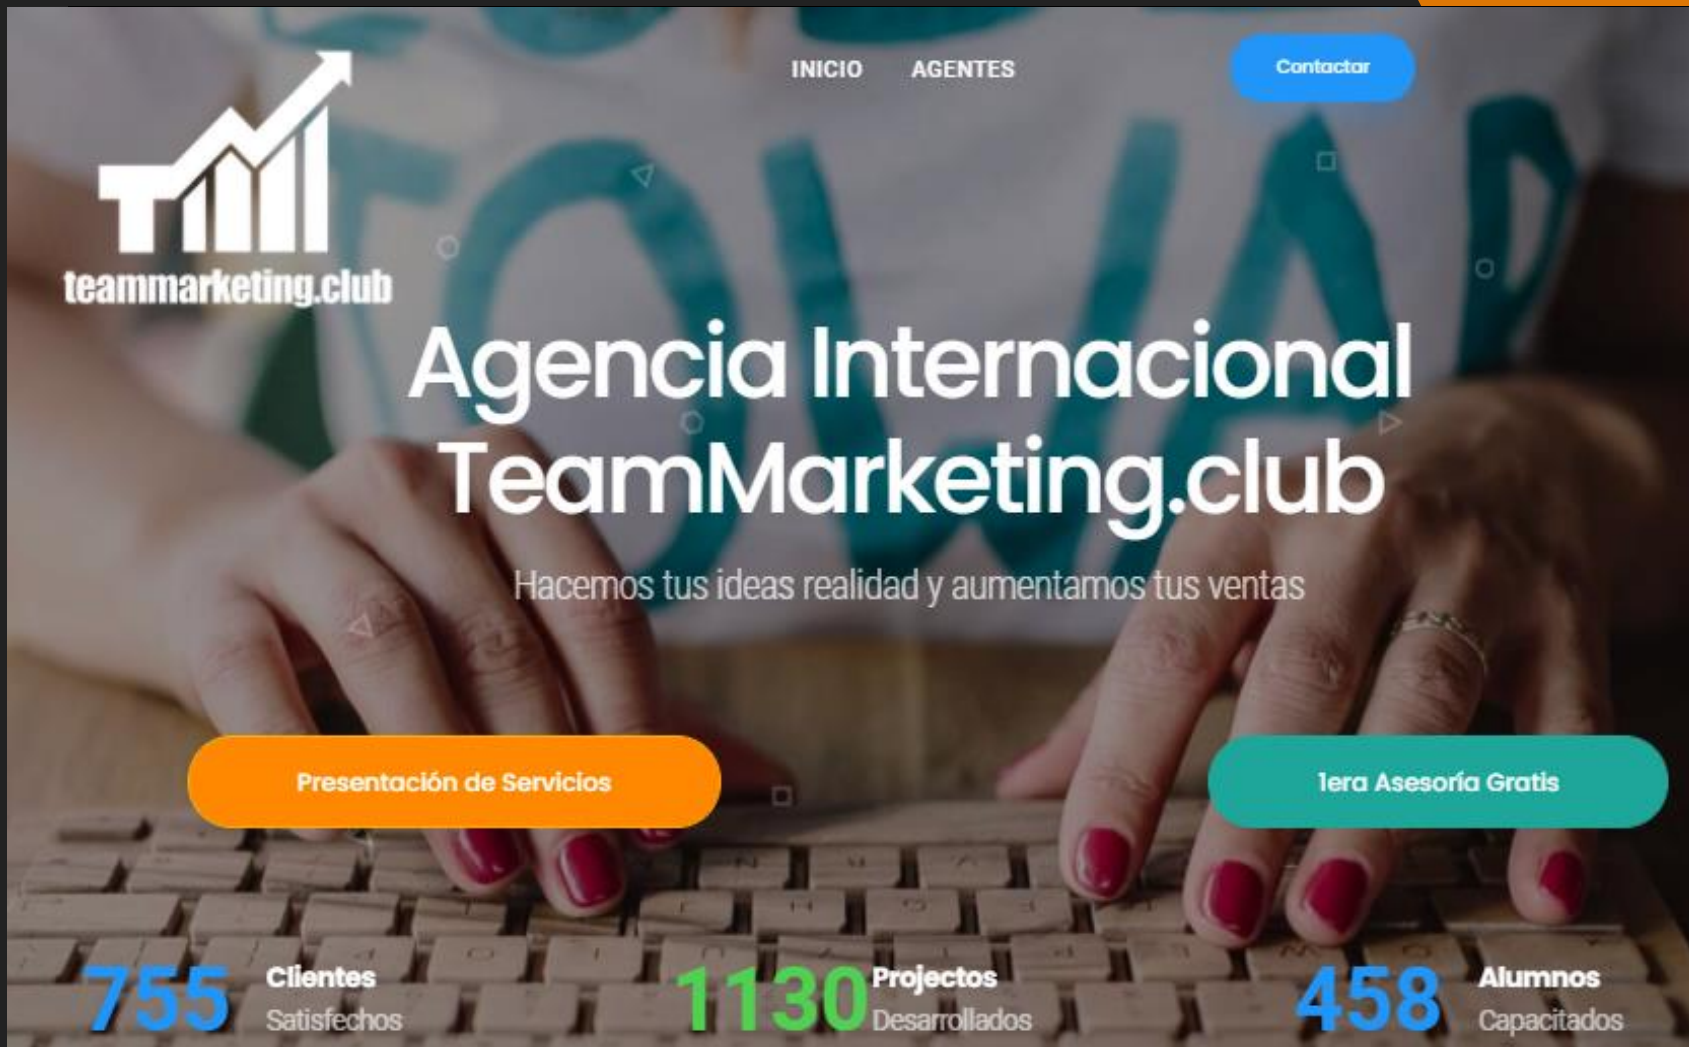 INICIO AGENTES Contactar
teammarketing.club
Agencia Internacional
TeamMarketing.club
Hacemos tus ideas realidad y aumentamos tus ventas
Presentación de Servicios
1era Asesoría Gratis
755 Clientes
Satisfechos
1130 Projectos
Desarrollados
458 Alumnos
Capacitados